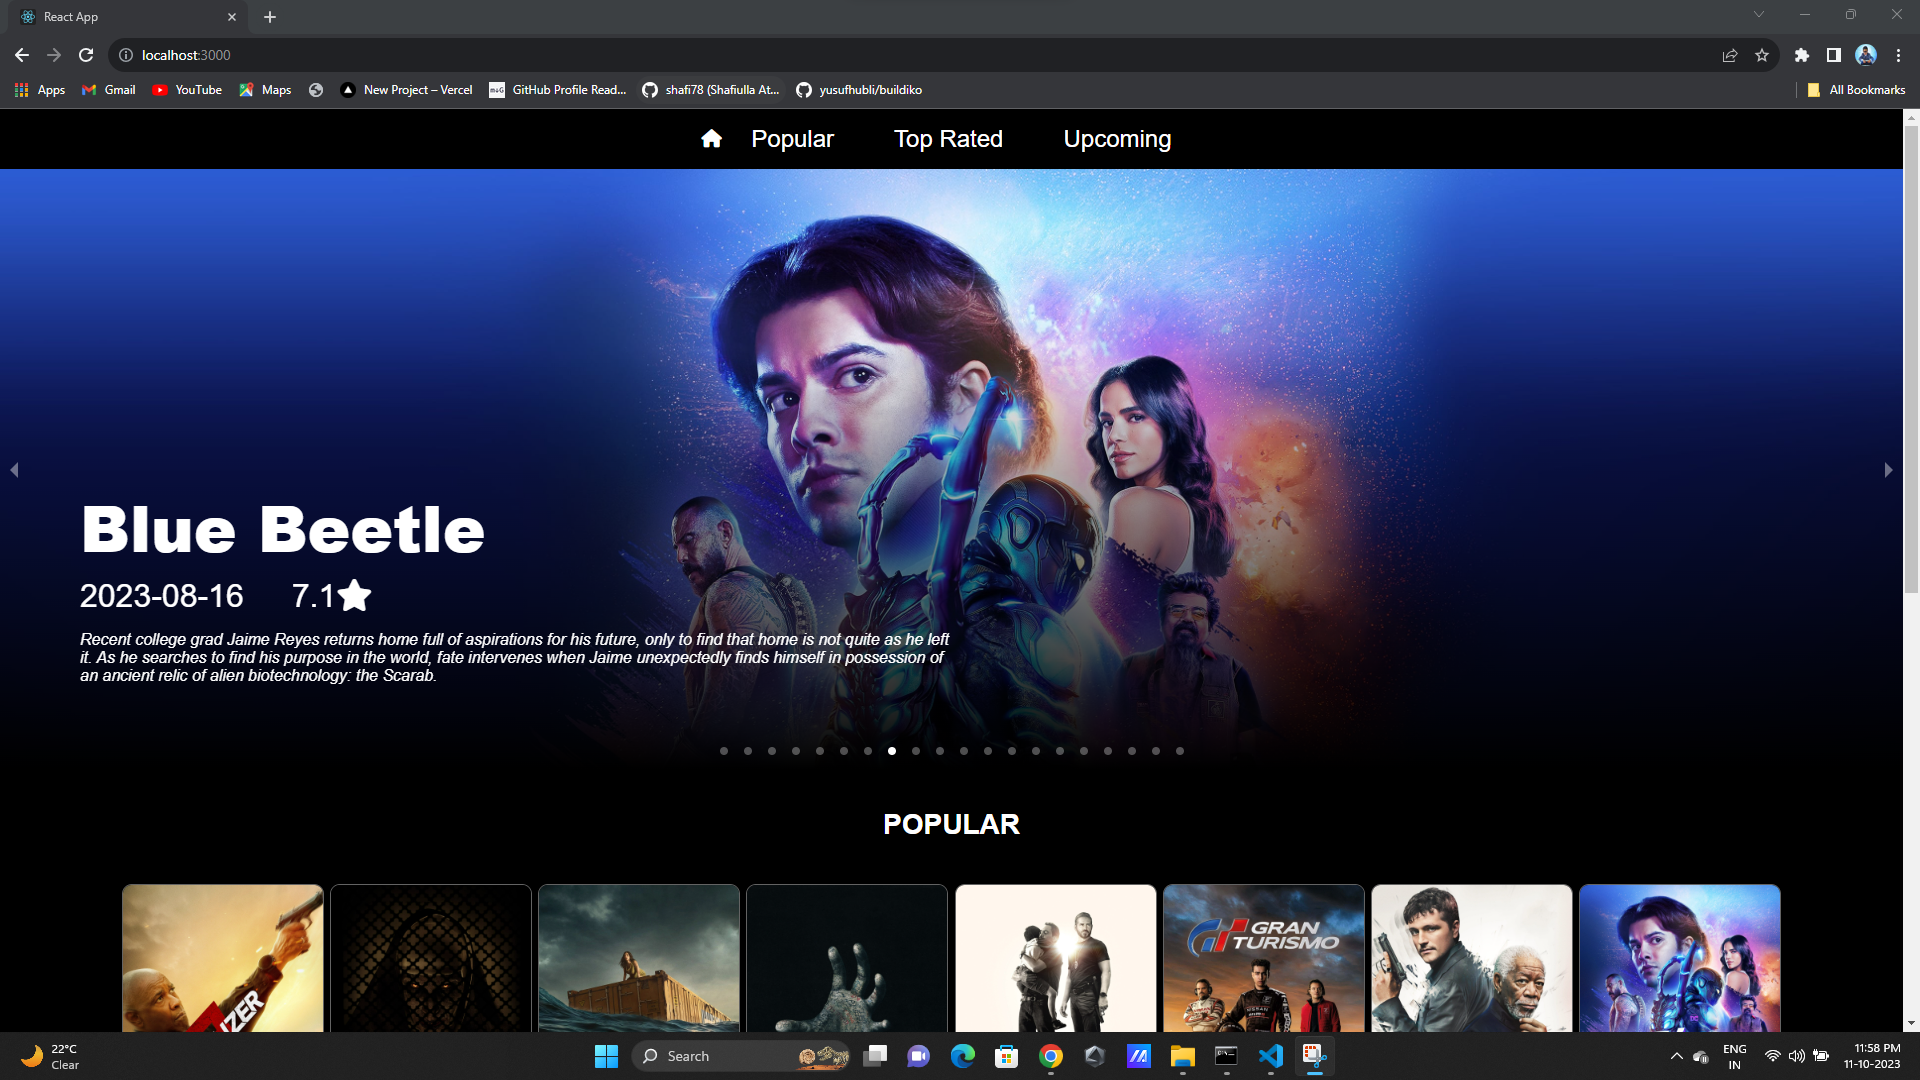 React App
localhost:3000
Apps
Gmail
YouTube
Maps
New Project – Vercel
GitHub Profile Read...
shafi78 (Shafiulla At...
yusufhubli/buildiko
All Bookmarks
Popular
Top Rated
Upcoming
Blue Beetle
2023-08-16 7.1
Recent college grad Jaime Reyes returns home full of aspirations for his future, only to find that home is not quite as he left
it. As he searches to find his purpose in the world, fate intervenes when Jaime unexpectedly finds himself in possession of
an ancient relic of alien biotechnology: the Scarab.
POPULAR
GRAN
TURISMO
22°C
Clear
Search
ENG
IN
11:58 PM
11-10-2023